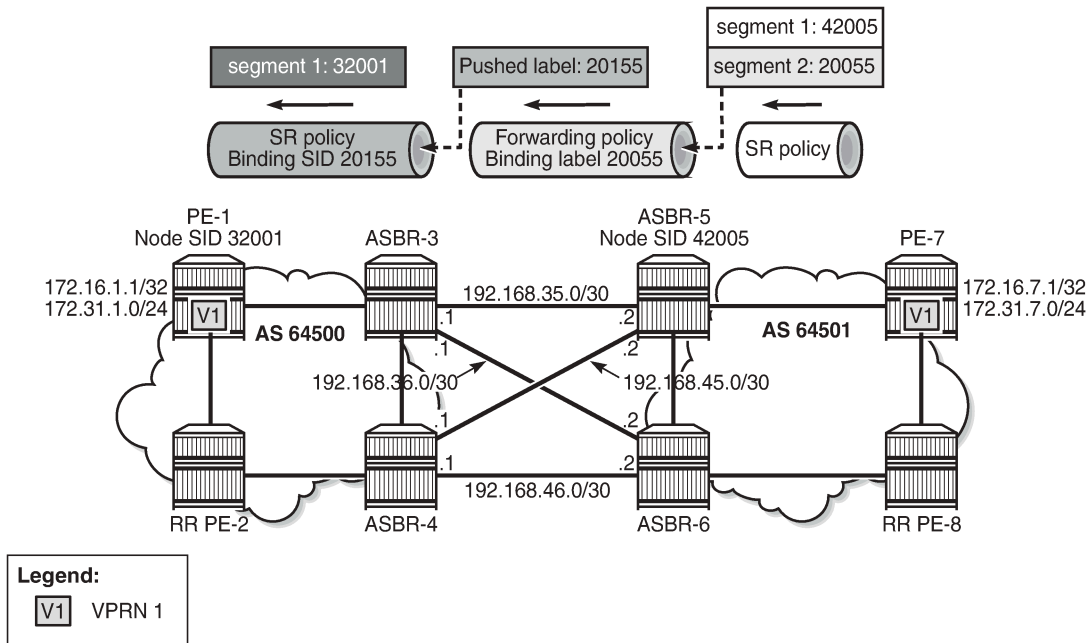 segment 1: 32001
Pushed label: 20155
segment 1: 42005
segment 2: 20055
SR policy
Binding SID 20155
Forwarding policy
Binding label 20055
SR policy
PE-1
Node SID 32001
ASBR-3
ASBR-5
Node SID 42005
PE-7
172.16.1.1/32
172.31.1.0/24
V1
AS 64500
192.168.35.0/30
.1
.2
AS 64501
V1
172.16.7.1/32
172.31.7.0/24
.1
.2
192.168.36.0/30
192.168.45.0/30
.1
.2
.1
.2
192.168.46.0/30
RR PE-2
ASBR-4
ASBR-6
RR PE-8
Legend:
V1 VPRN 1